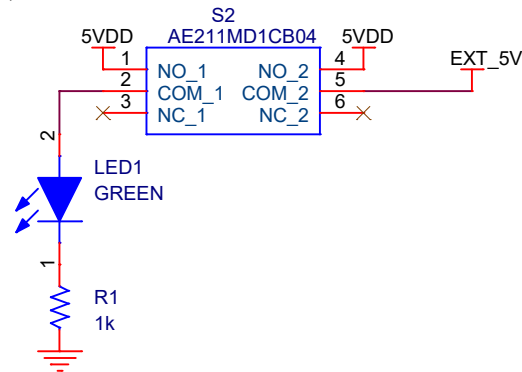 S2
AE211MD1CB04
5VDD
5VDD
EXT_5V
1
NO_1
NO_2
4
2
COM_1
COM_2
5
3
NC_1
NC_2
6
2
LED1
GREEN
1
R1
1k